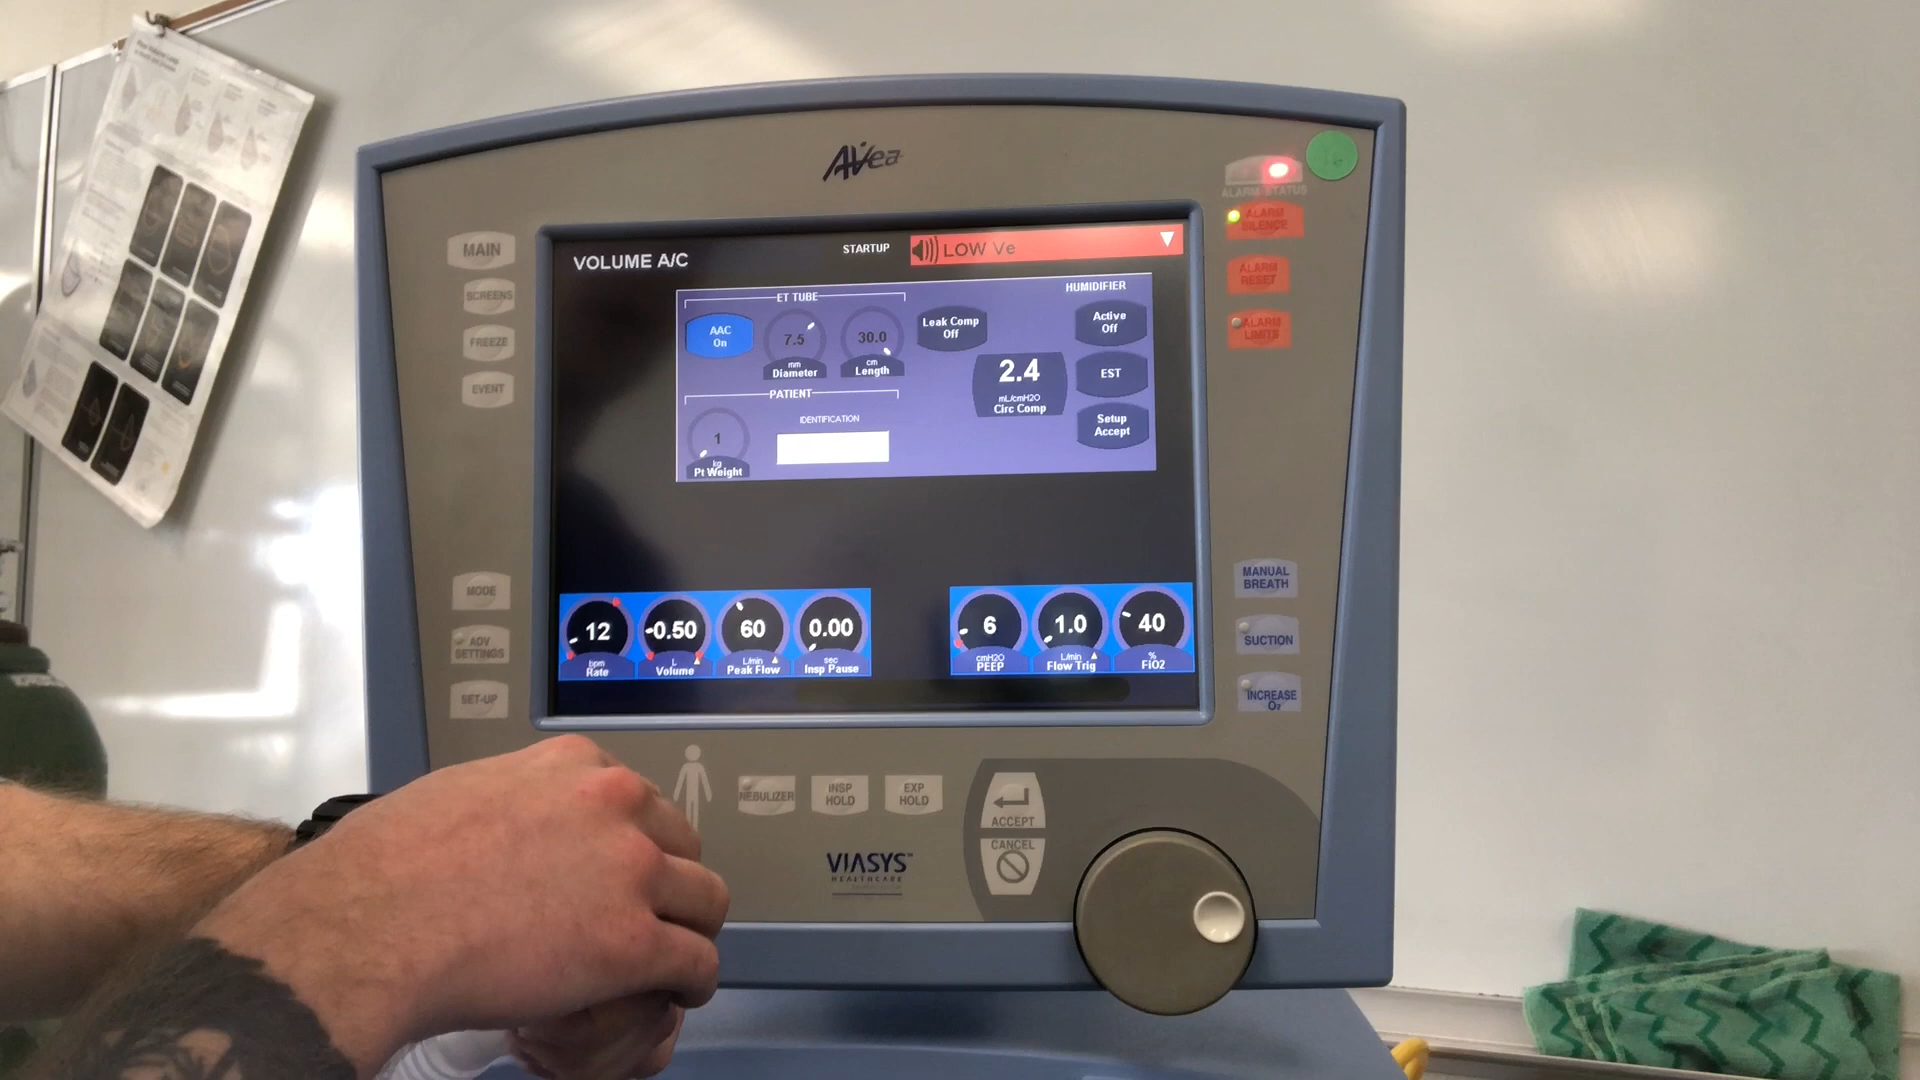 AVea
ALARM STATUS
ALARM
SILENCE
ALARM
RESET
ALARM
LIMITS
MAIN
SCREENS
FREEZE
EVENT
MODE
ADV
SETTINGS
SET-UP
VOLUME A/C
STARTUP
LOW Ve
ET TUBE
AAC
On
7.5
mm
Diameter
30.0
cm
Length
Leak Comp
Off
HUMIDIFIER
Active
Off
2.4
mL/cmH2O
Circ Comp
EST
Setup
Accept
PATIENT
1
kg
Pt Weight
IDENTIFICATION
12
bpm
Rate
0.50
L
Volume
60
L/min
Peak Flow
0.00
sec
Insp Pause
6
cmH2O
PEEP
1.0
L/min
Flow Trig
40
%
FiO2
MANUAL
BREATH
SUCTION
INCREASE
O2
NEBULIZER
INSP
HOLD
EXP
HOLD
ACCEPT
CANCEL
VIASYS™
HEALTHCARE